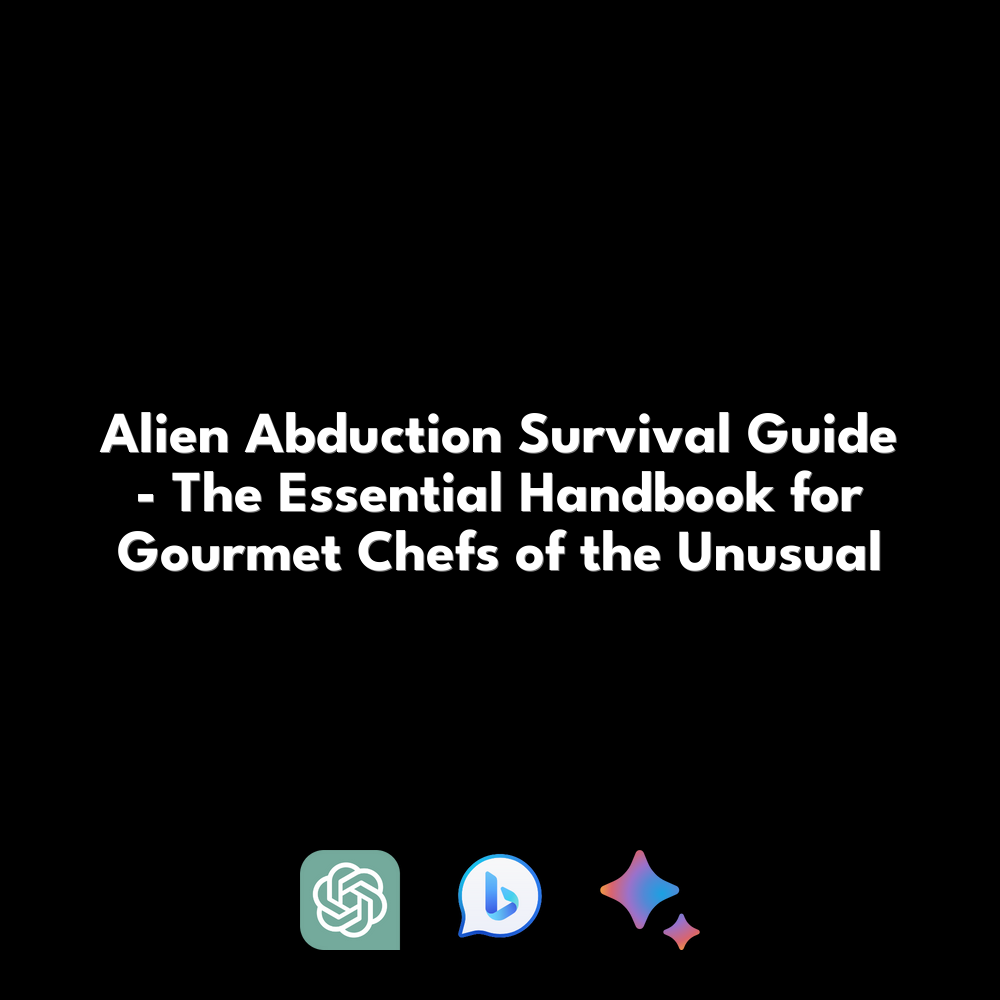 Alien Abduction Survival Guide
- The Essential Handbook for
Gourmet Chefs of the Unusual